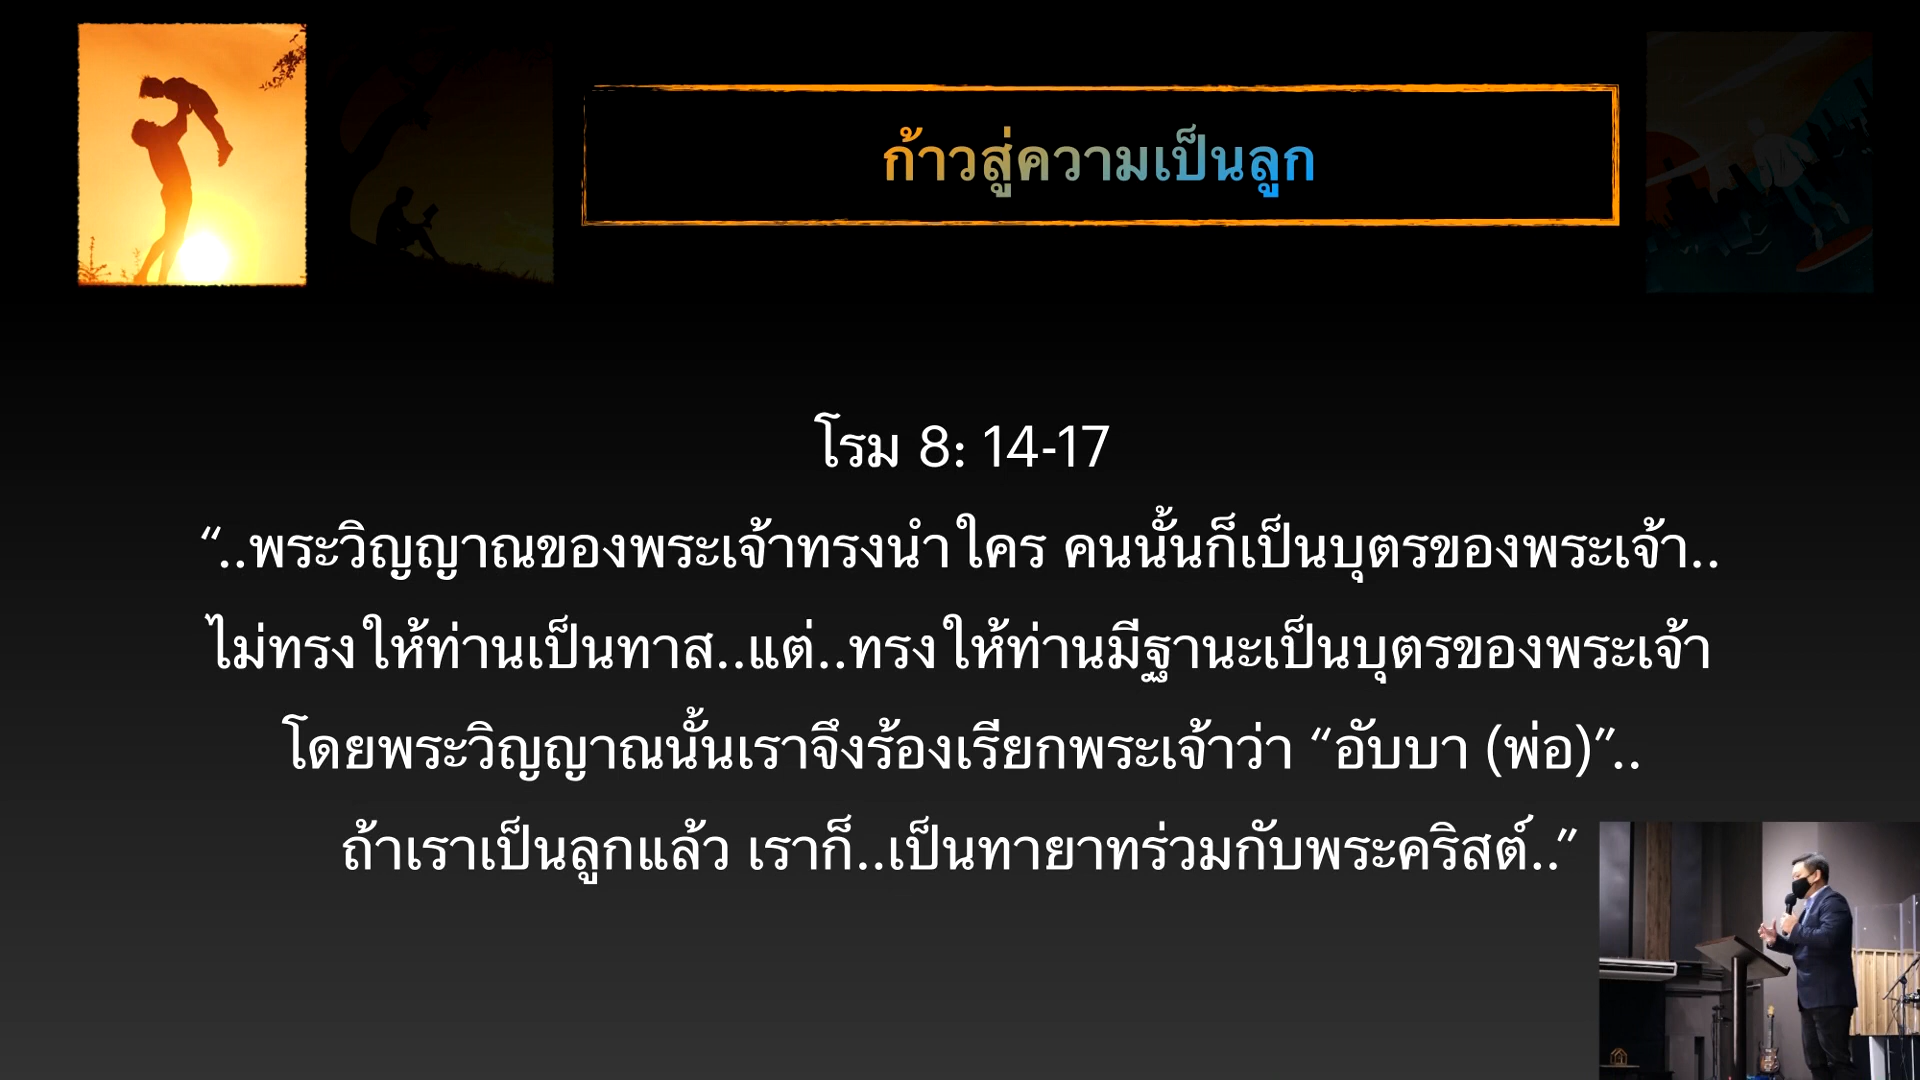 ก้าวสู่ความเป็นลูก
โรม 8: 14-17
“..พระวิญญาณของพระเจ้าทรงนำใคร คนนั้นก็เป็นบุตรของพระเจ้า..
ไม่ทรงให้ท่านเป็นทาส..แต่..ทรงให้ท่านมีฐานะเป็นบุตรของพระเจ้า
โดยพระวิญญาณนั้นเราจึงร้องเรียกพระเจ้าว่า “อับบา (พ่อ)”..
ถ้าเราเป็นลูกแล้ว เราก็..เป็นทายาทร่วมกับพระคริสต์..”